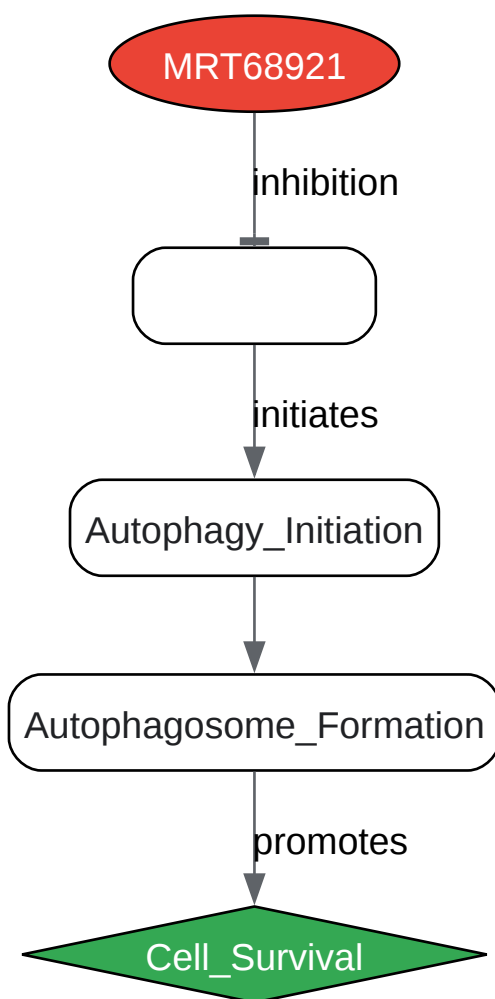 MRT68921
inhibition
initiates
Autophagy_Initiation
Autophagosome_Formation
promotes
Cell_Survival